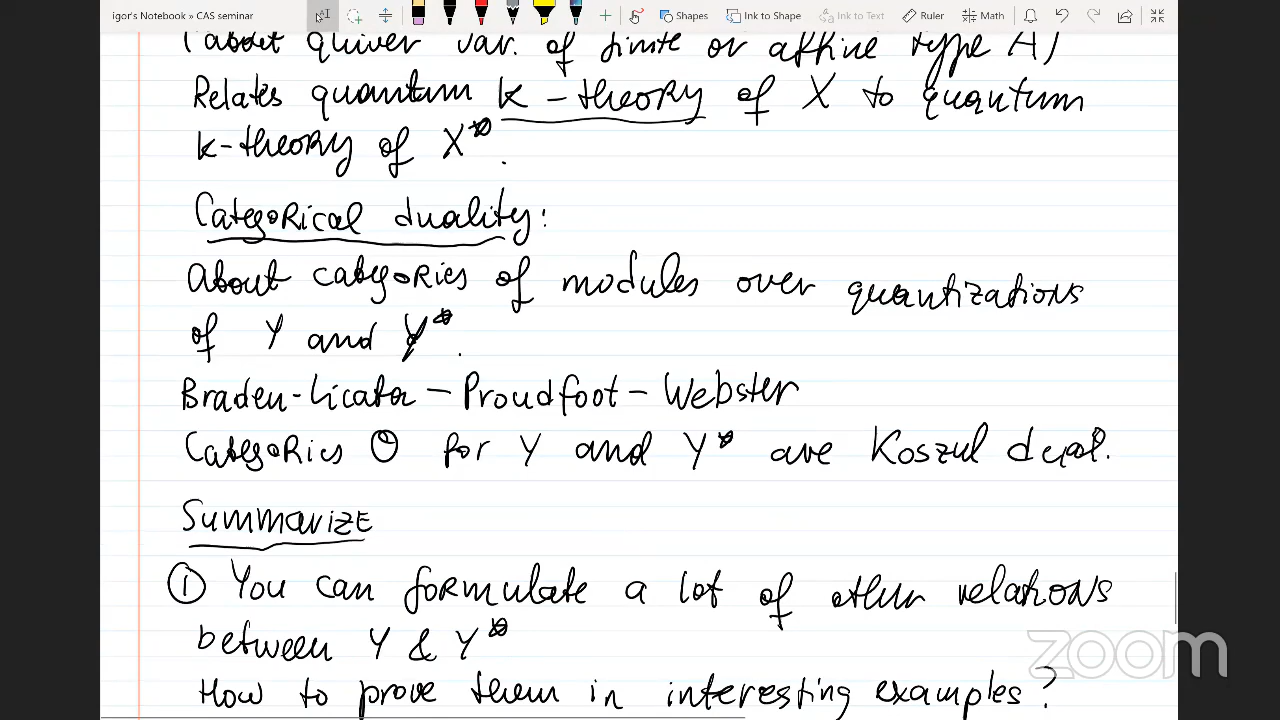 igor's Notebook » CAS seminar
Shapes Ink to Shape Ink to Text Ruler Math
(about quiver var. of finite or affine type A)
Relates quantum K-theory of X to quantum
K-theory of X*.
Categorical duality:
About categories of modules over quantizations
of Y and Y*.
Braden-Licata-Proudfoot-Webster
Categories O for Y and Y* are Koszul dual.
Summarize
① You can formulate a lot of other relations
between Y & Y*
How to prove them in interesting examples?
zoom